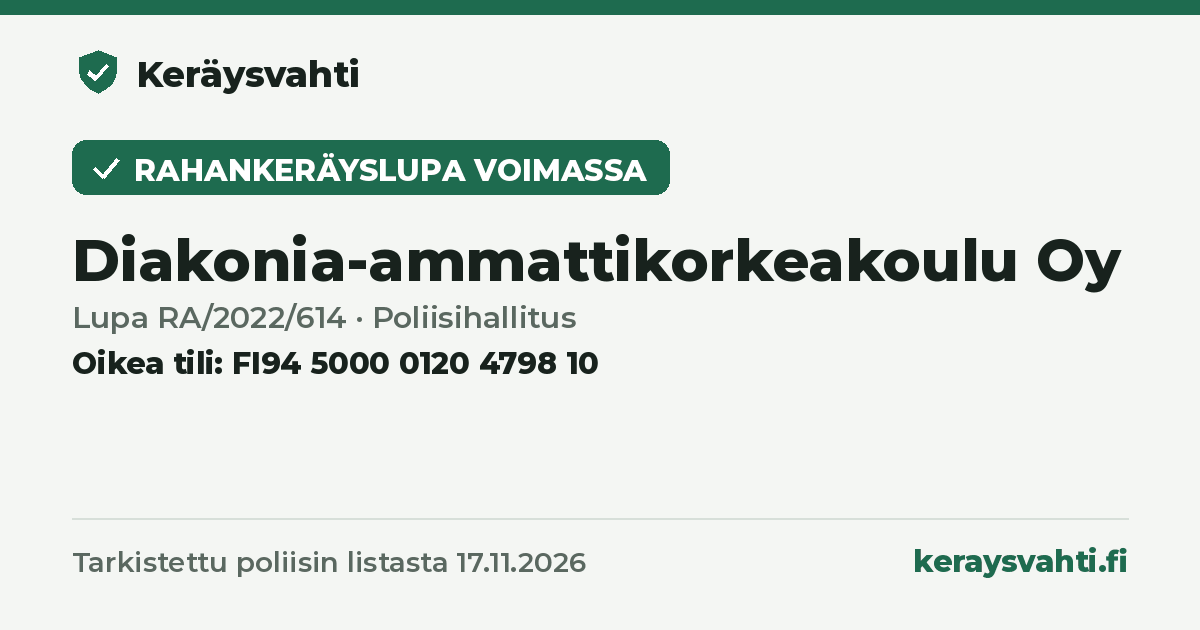 Keräysvahti
RAHANKERÄYSLUPA VOIMASSA
Diakonia-ammattikorkeakoulu Oy
Lupa RA/2022/614 · Poliisihallitus
Oikea tili: FI94 5000 0120 4798 10
Tarkistettu poliisin listasta 17.11.2026
keraysvahti.fi